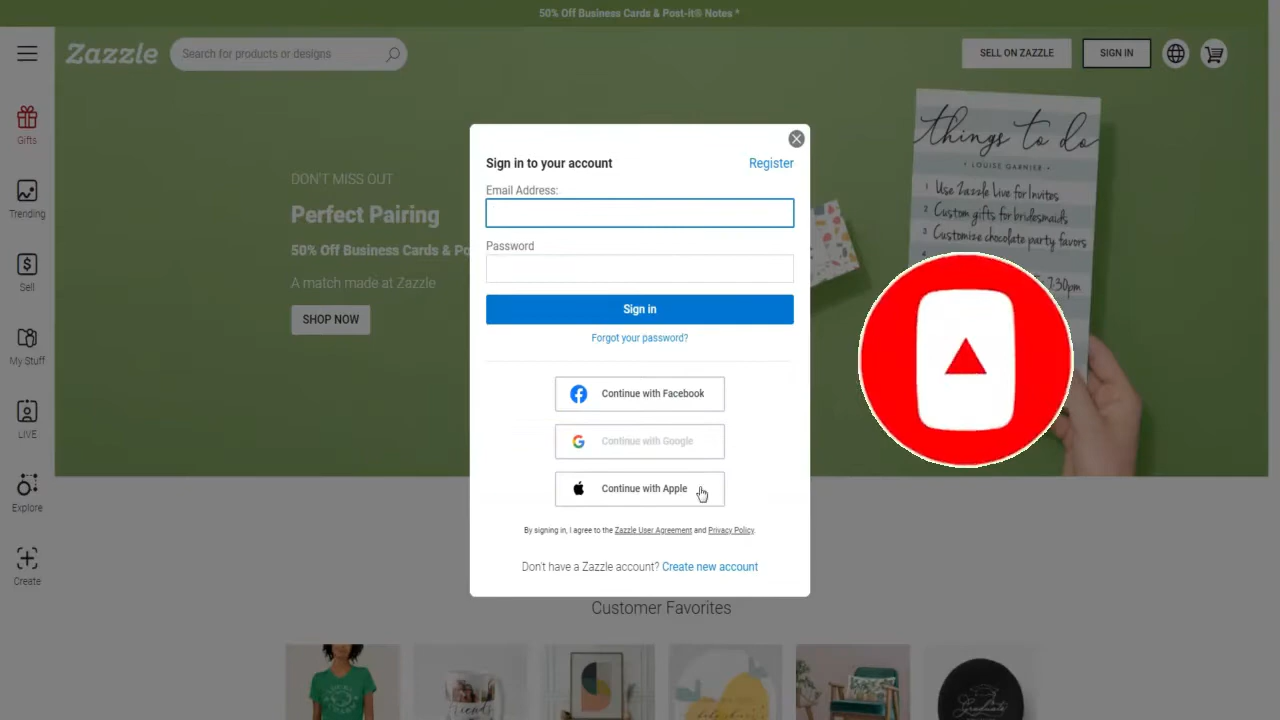 50% Off Business Cards & Post-it® Notes *
Zazzle
Search for products or designs
SELL ON ZAZZLE
SIGN IN
Gifts
Trending
Sell
My Stuff
LIVE
Explore
Create
DON'T MISS OUT
Perfect Pairing
50% Off Business Cards & Po
A match made at Zazzle
SHOP NOW
things to do
• LOUISE GARNIER •
1 Use Zazzle Live for Invites
2 Custom gifts for bridesmaids
3 Customize chocolate party favors
7:30pm
Sign in to your account
Register
Email Address:
Password
Sign in
Forgot your password?
Continue with Facebook
Continue with Google
Continue with Apple
By signing in, I agree to the Zazzle User Agreement and Privacy Policy.
Don't have a Zazzle account? Create new account
Customer Favorites